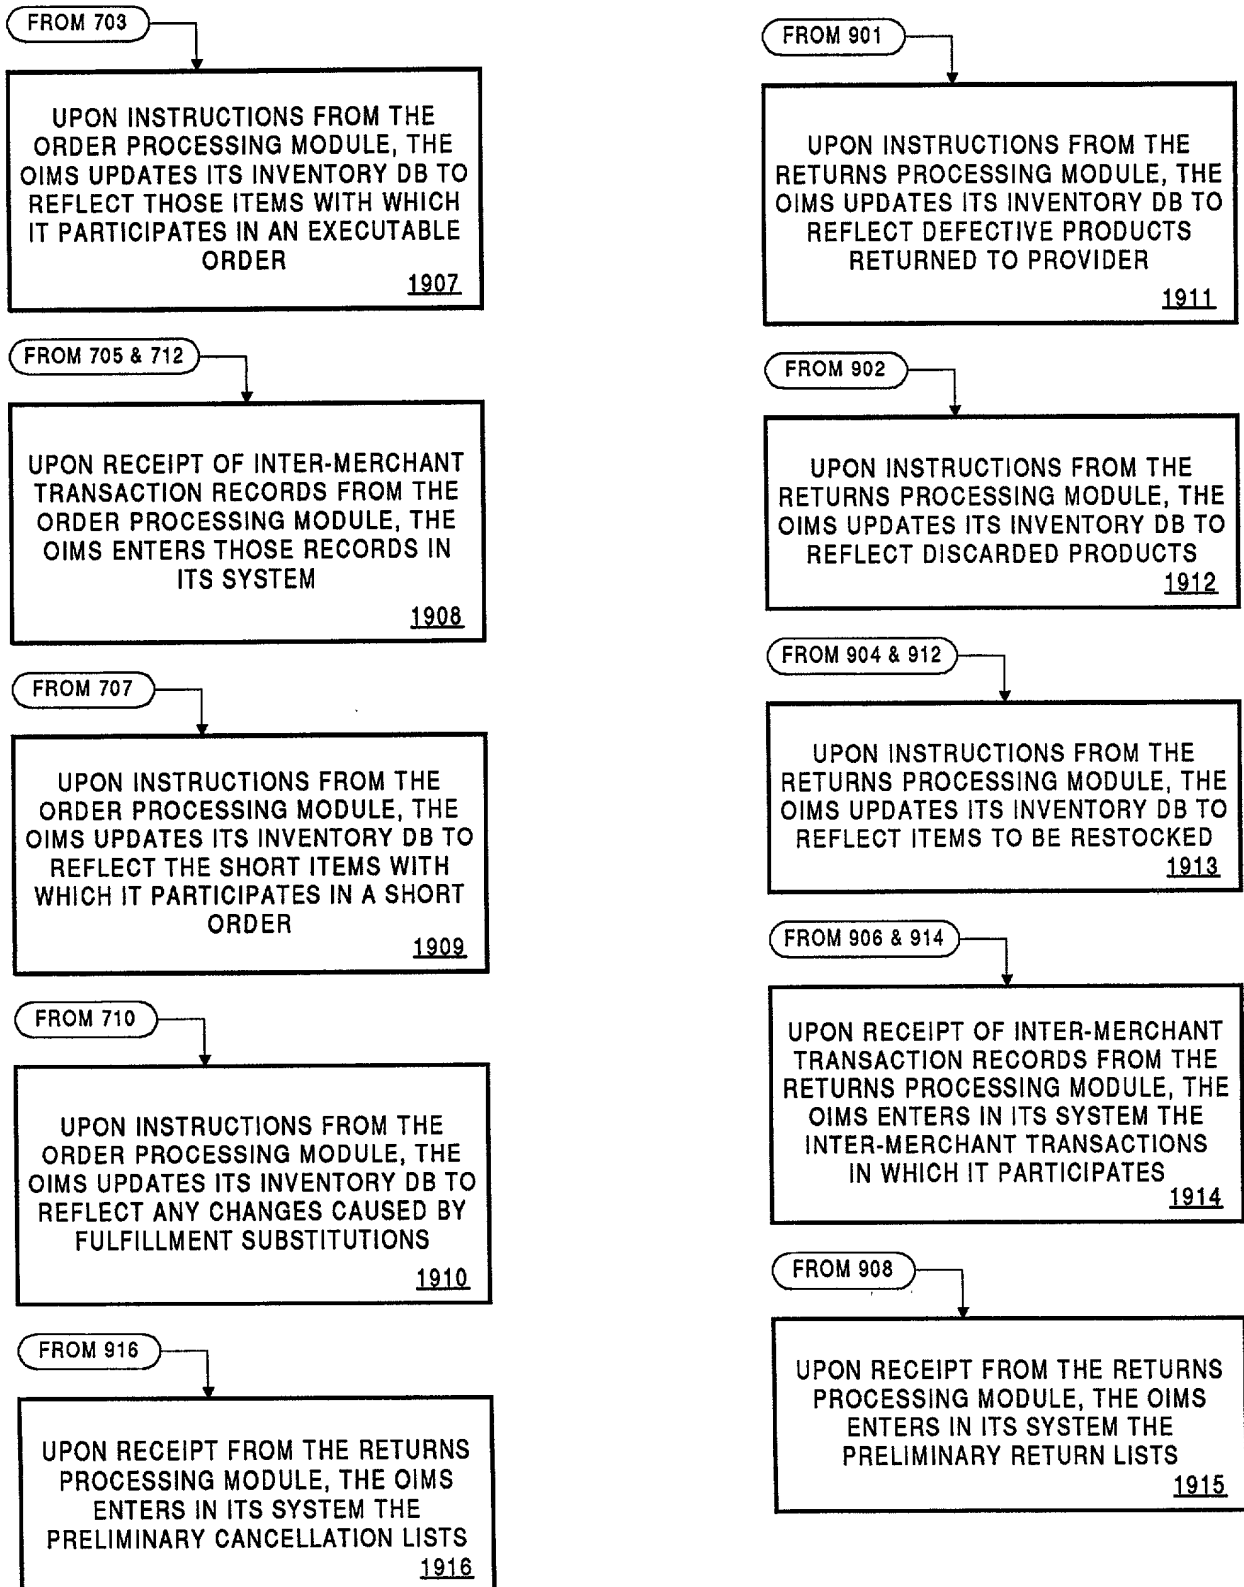 FROM 703
UPON INSTRUCTIONS FROM THE
ORDER PROCESSING MODULE, THE
OIMS UPDATES ITS INVENTORY DB TO
REFLECT THOSE ITEMS WITH WHICH
IT PARTICIPATES IN AN EXECUTABLE
ORDER
1907
FROM 705 & 712
UPON RECEIPT OF INTER-MERCHANT
TRANSACTION RECORDS FROM THE
ORDER PROCESSING MODULE, THE
OIMS ENTERS THOSE RECORDS IN
ITS SYSTEM
1908
FROM 707
UPON INSTRUCTIONS FROM THE
ORDER PROCESSING MODULE, THE
OIMS UPDATES ITS INVENTORY DB TO
REFLECT THE SHORT ITEMS WITH
WHICH IT PARTICIPATES IN A SHORT
ORDER
1909
FROM 710
UPON INSTRUCTIONS FROM THE
ORDER PROCESSING MODULE, THE
OIMS UPDATES ITS INVENTORY DB TO
REFLECT ANY CHANGES CAUSED BY
FULFILLMENT SUBSTITUTIONS
1910
FROM 916
UPON RECEIPT FROM THE RETURNS
PROCESSING MODULE, THE OIMS
ENTERS IN ITS SYSTEM THE
PRELIMINARY CANCELLATION LISTS
1916
FROM 901
UPON INSTRUCTIONS FROM THE
RETURNS PROCESSING MODULE, THE
OIMS UPDATES ITS INVENTORY DB TO
REFLECT DEFECTIVE PRODUCTS
RETURNED TO PROVIDER
1911
FROM 902
UPON INSTRUCTIONS FROM THE
RETURNS PROCESSING MODULE, THE
OIMS UPDATES ITS INVENTORY DB TO
REFLECT DISCARDED PRODUCTS
1912
FROM 904 & 912
UPON INSTRUCTIONS FROM THE
RETURNS PROCESSING MODULE, THE
OIMS UPDATES ITS INVENTORY DB TO
REFLECT ITEMS TO BE RESTOCKED
1913
FROM 906 & 914
UPON RECEIPT OF INTER-MERCHANT
TRANSACTION RECORDS FROM THE
RETURNS PROCESSING MODULE, THE
OIMS ENTERS IN ITS SYSTEM THE
INTER-MERCHANT TRANSACTIONS
IN WHICH IT PARTICIPATES
1914
FROM 908
UPON RECEIPT FROM THE RETURNS
PROCESSING MODULE, THE OIMS
ENTERS IN ITS SYSTEM THE
PRELIMINARY RETURN LISTS
1915